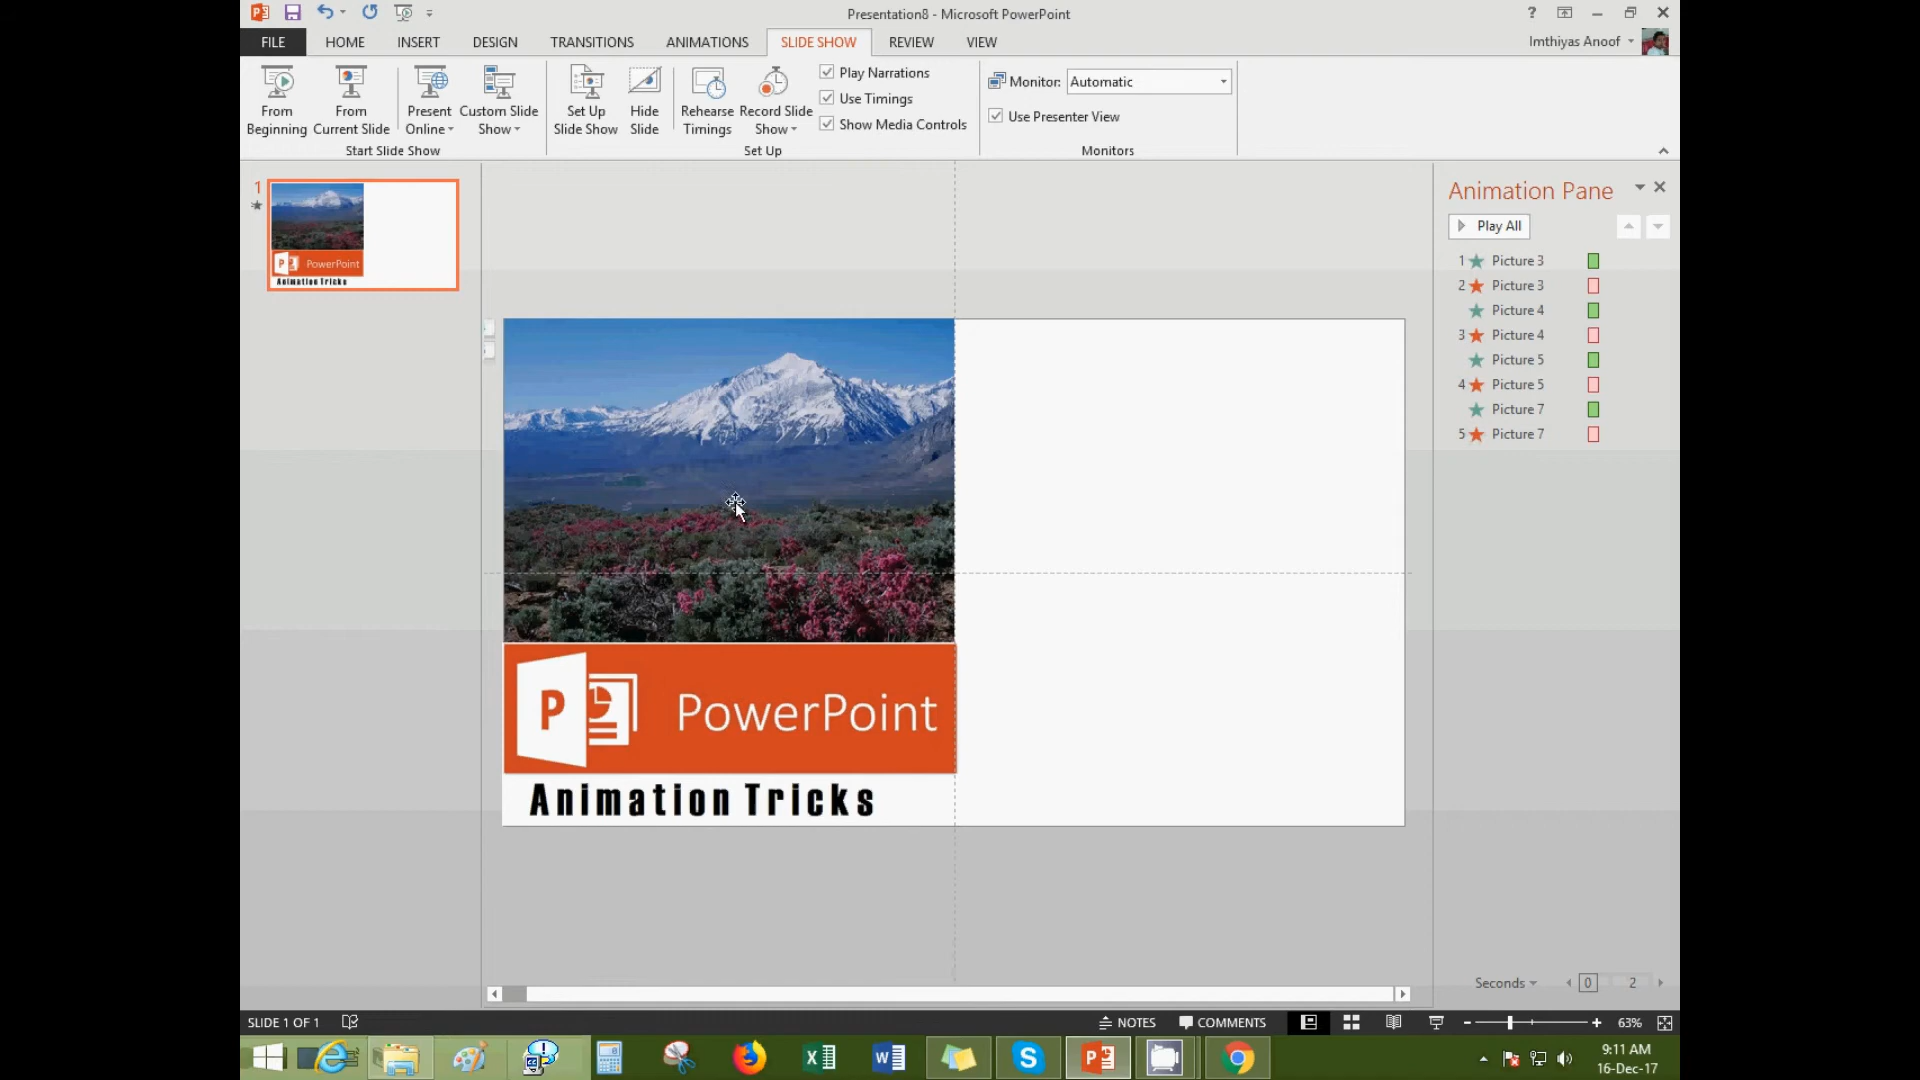 Presentation8 - Microsoft PowerPoint
?
FILE HOME INSERT DESIGN TRANSITIONS ANIMATIONS SLIDE SHOW REVIEW VIEW
Imthiyas Anoof
From Beginning
From Current Slide
Present Online
Custom Slide Show
Start Slide Show
Set Up Slide Show
Hide Slide
Rehearse Timings
Record Slide Show
Play Narrations
Use Timings
Show Media Controls
Set Up
Monitor: Automatic
Use Presenter View
Monitors
1
PowerPoint
Animation Tricks
P PowerPoint
Animation Tricks
Animation Pane
Play All
1 Picture 3
2 Picture 3
Picture 4
3 Picture 4
Picture 5
4 Picture 5
Picture 7
5 Picture 7
Seconds 0 2
SLIDE 1 OF 1 NOTES COMMENTS 63%
9:11 AM
16-Dec-17